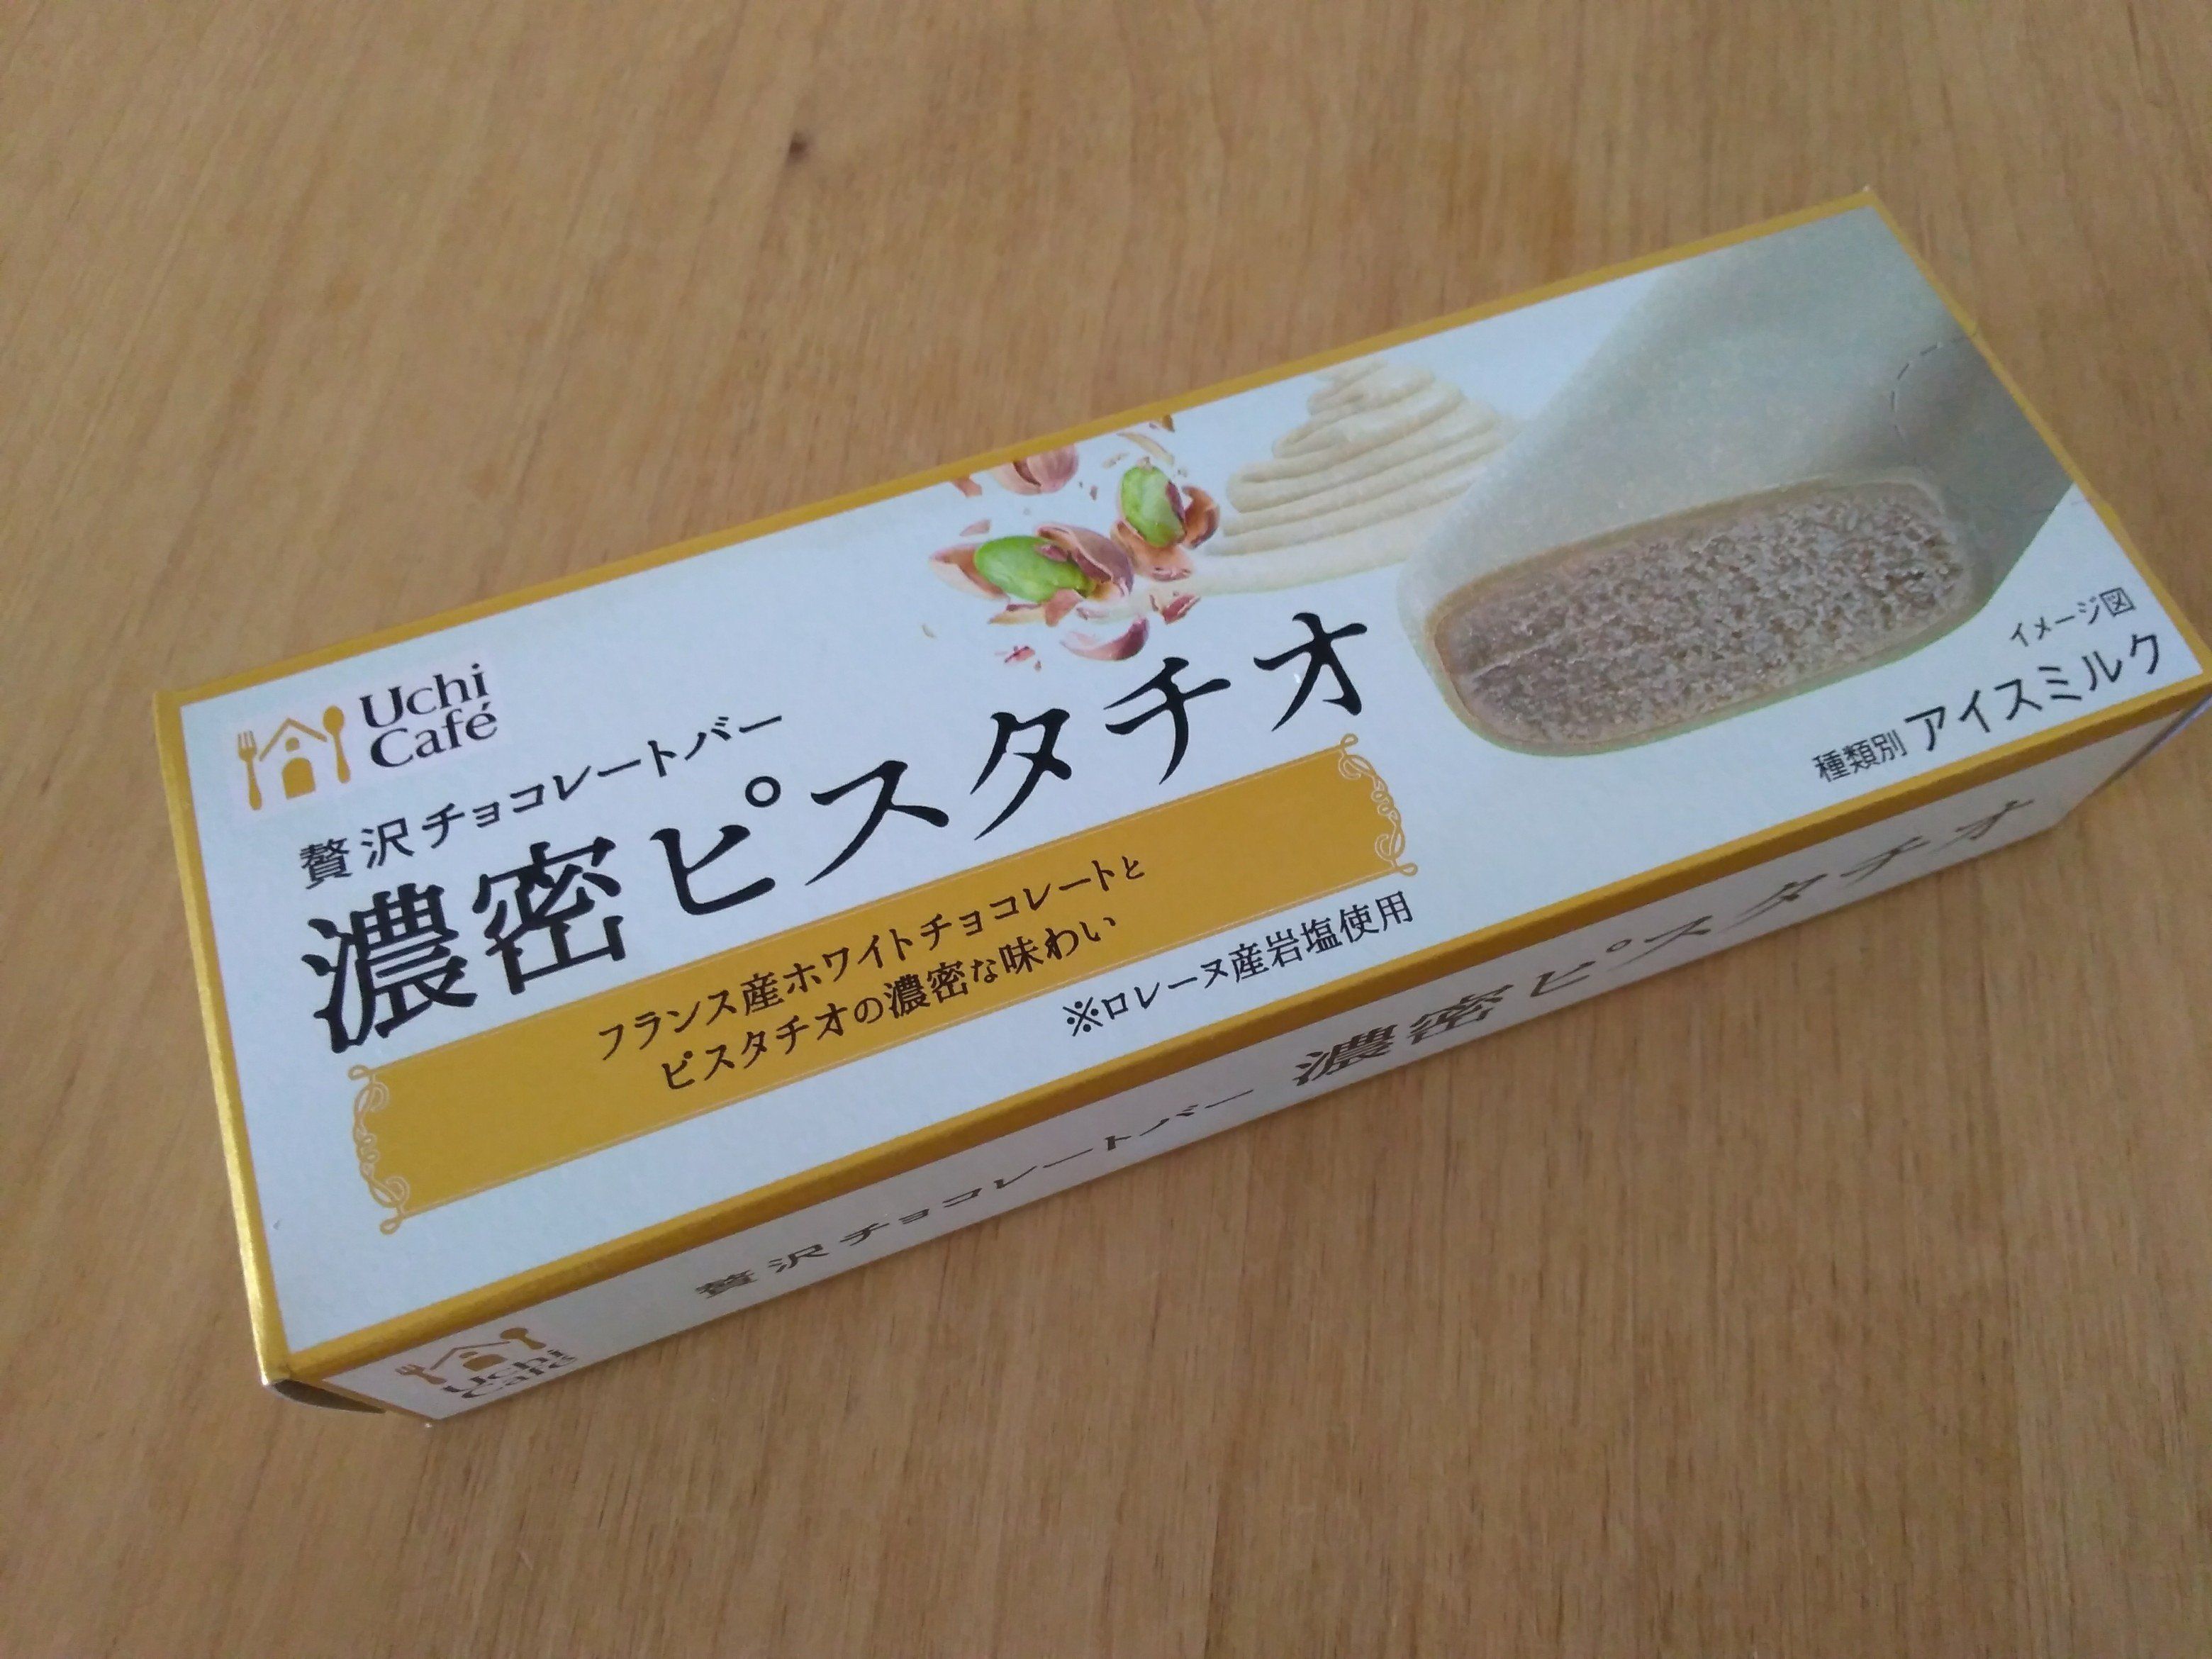 Uchi
Café
贅沢チョコレートバー
濃密ピスタチオ
フランス産ホワイトチョコレートと
ピスタチオの濃密な味わい
※ロレーヌ産岩塩使用
イメージ図
種類別 アイスミルク
Uchi
Café
贅沢チョコレートバー 濃密ピスタチオ